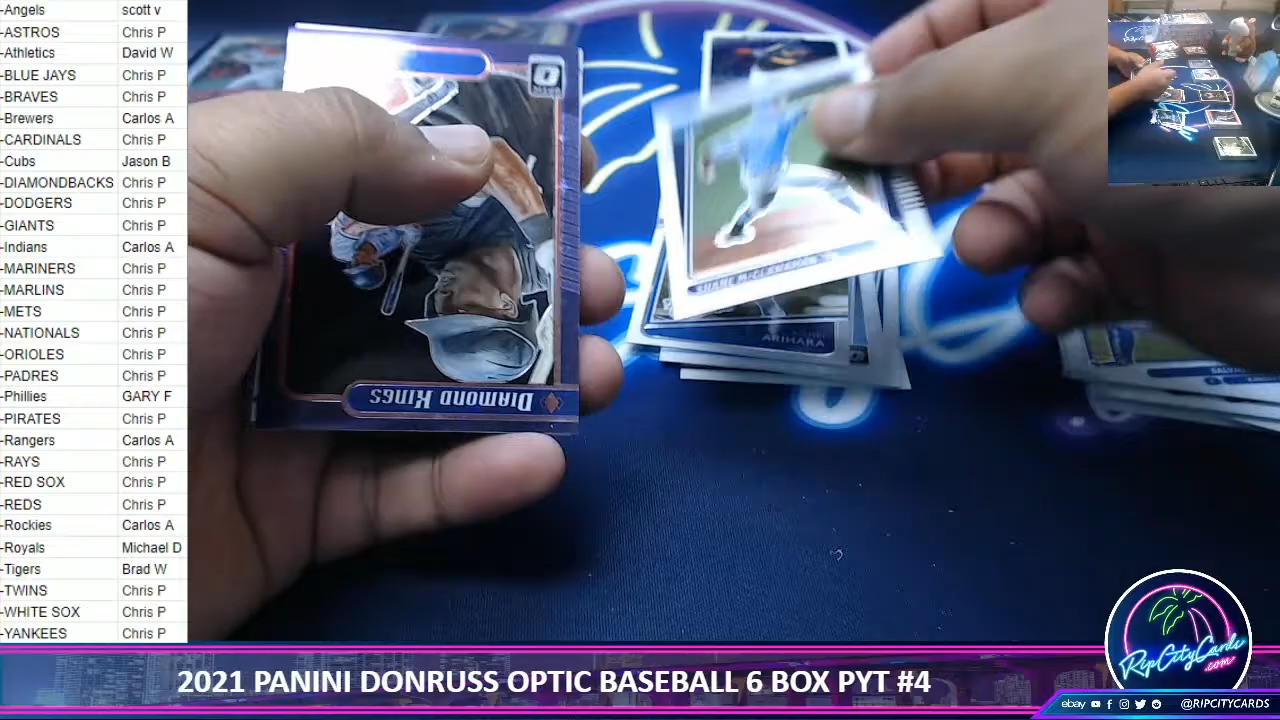 -Angels scott v
-ASTROS Chris P
-Athletics David W
-BLUE JAYS Chris P
-BRAVES Chris P
-Brewers Carlos A
-CARDINALS Chris P
-Cubs Jason B
-DIAMONDBACKS Chris P
-DODGERS Chris P
-GIANTS Chris P
-Indians Carlos A
-MARINERS Chris P
-MARLINS Chris P
-METS Chris P
-NATIONALS Chris P
-ORIOLES Chris P
-PADRES Chris P
-Phillies GARY F
-PIRATES Chris P
-Rangers Carlos A
-RAYS Chris P
-RED SOX Chris P
-REDS Chris P
-Rockies Carlos A
-Royals Michael D
-Tigers Brad W
-TWINS Chris P
-WHITE SOX Chris P
-YANKEES Chris P
DIAMOND KINGS
SHANE MCCLANAHAN
ARIHARA
RipCityCards
.com
2021 PANINI DONRUSS OPTIC BASEBALL 6 BOX PYT #4
ebay @RIPCITYCARDS